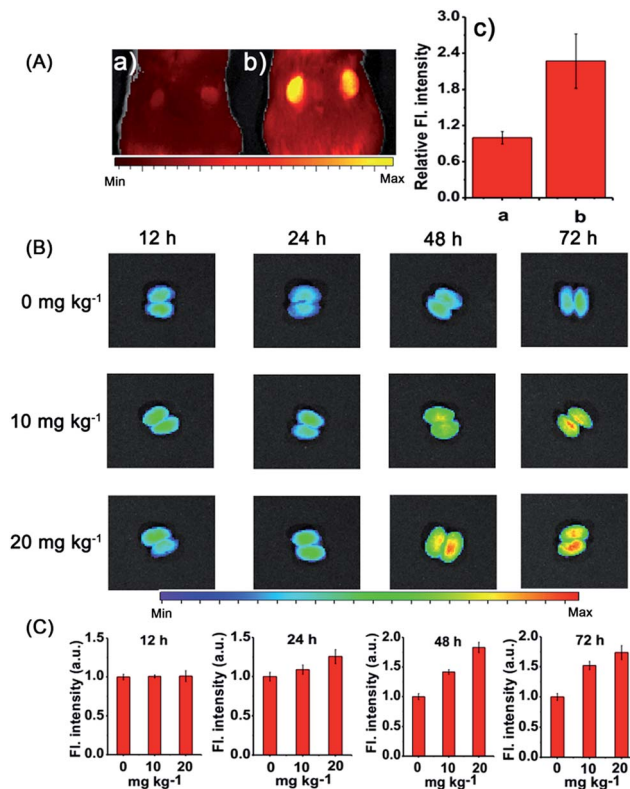 (A)
a)
b)
Min
Max
c)
Relative Fl. intensity
3.0
2.4
1.8
1.2
0.6
0.0
a
b
(B)
12 h
24 h
48 h
72 h
0 mg kg⁻¹
10 mg kg⁻¹
20 mg kg⁻¹
Min
Max
(C)
Fl. intensity (a.u.)
1.5
1.0
0.5
0.0
12 h
0
10
20
mg kg-1
Fl. intensity (a.u.)
1.5
1.0
0.5
0.0
24 h
0
10
20
mg kg-1
Fl. intensity (a.u.)
2.0
1.5
1.0
0.5
0.0
48 h
0
10
20
mg kg-1
Fl. intensity (a.u.)
2.0
1.5
1.0
0.5
0.0
72 h
0
10
20
mg kg-1